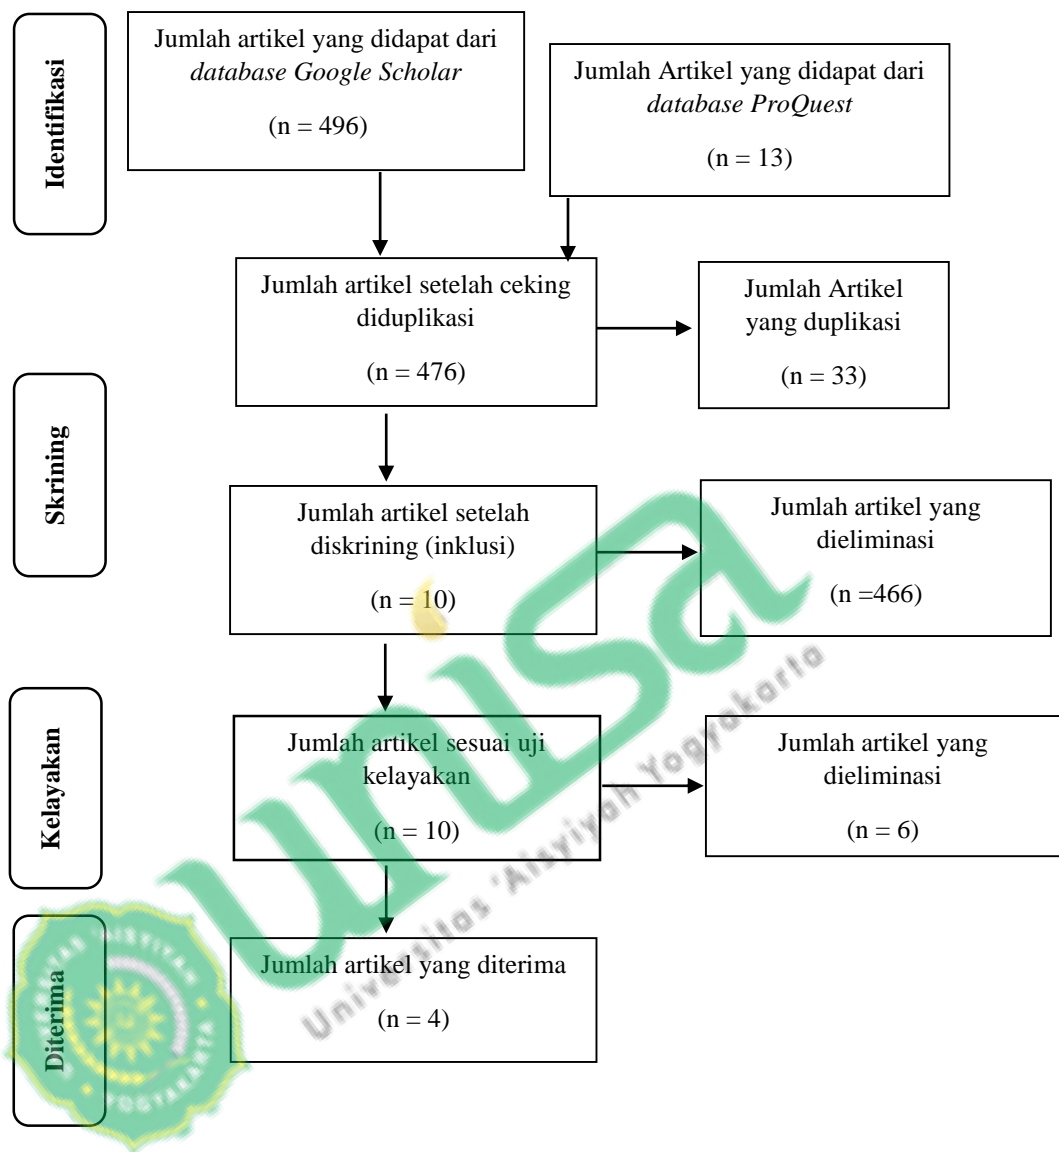 Identifikasi
Jumlah artikel yang didapat dari
database Google Scholar
(n = 496)
Jumlah Artikel yang didapat dari
database ProQuest
(n = 13)
Jumlah artikel setelah ceking
diduplikasi
(n = 476)
Jumlah Artikel
yang duplikasi
(n = 33)
Skrining
Jumlah artikel setelah
diskrining (inklusi)
(n = 10)
Jumlah artikel yang
dieliminasi
(n =466)
Kelayakan
Jumlah artikel sesuai uji
kelayakan
(n = 10)
Jumlah artikel yang
dieliminasi
(n = 6)
Diterima
Jumlah artikel yang diterima
(n = 4)
unisa
Universitas 'Aisyiyah Yogyakarta